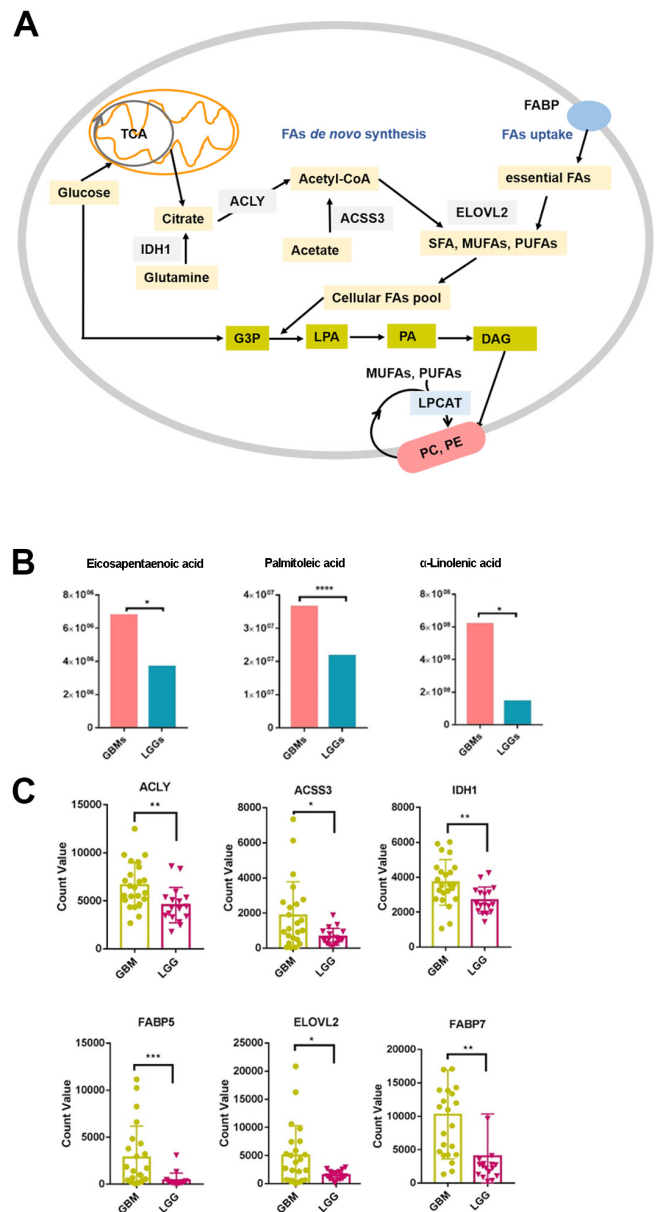 A
FABP
TCA
FAs de novo synthesis
FAs uptake
Glucose
ACLY
Acetyl-CoA
essential FAs
Citrate
ACSS3
ELOVL2
IDH1
Acetate
SFA, MUFAs, PUFAs
Glutamine
Cellular FAs pool
G3P
LPA
PA
DAG
MUFAs, PUFAs
LPCAT
PC, PE
B
Eicosapentaenoic acid
8×10⁰⁶
6×10⁰⁶
4×10⁰⁶
2×10⁰⁶
0
*
GBMs
LGGs
Palmitoleic acid
4×10⁰⁷
3×10⁰⁷
2×10⁰⁷
1×10⁰⁷
0
****
GBMs
LGGs
α-Linolenic acid
8×10⁰⁸
6×10⁰⁸
4×10⁰⁸
2×10⁰⁸
0
*
GBMs
LGGs
C
ACLY
Count Value
15000
10000
5000
0
**
GBM
LGG
ACSS3
Count Value
8000
6000
4000
2000
0
*
GBM
LGG
IDH1
Count Value
8000
6000
4000
2000
0
**
GBM
LGG
FABP5
Count Value
15000
10000
5000
0
***
GBM
LGG
ELOVL2
Count Value
25000
20000
15000
10000
5000
0
*
GBM
LGG
FABP7
Count Value
20000
15000
10000
5000
0
**
GBM
LGG